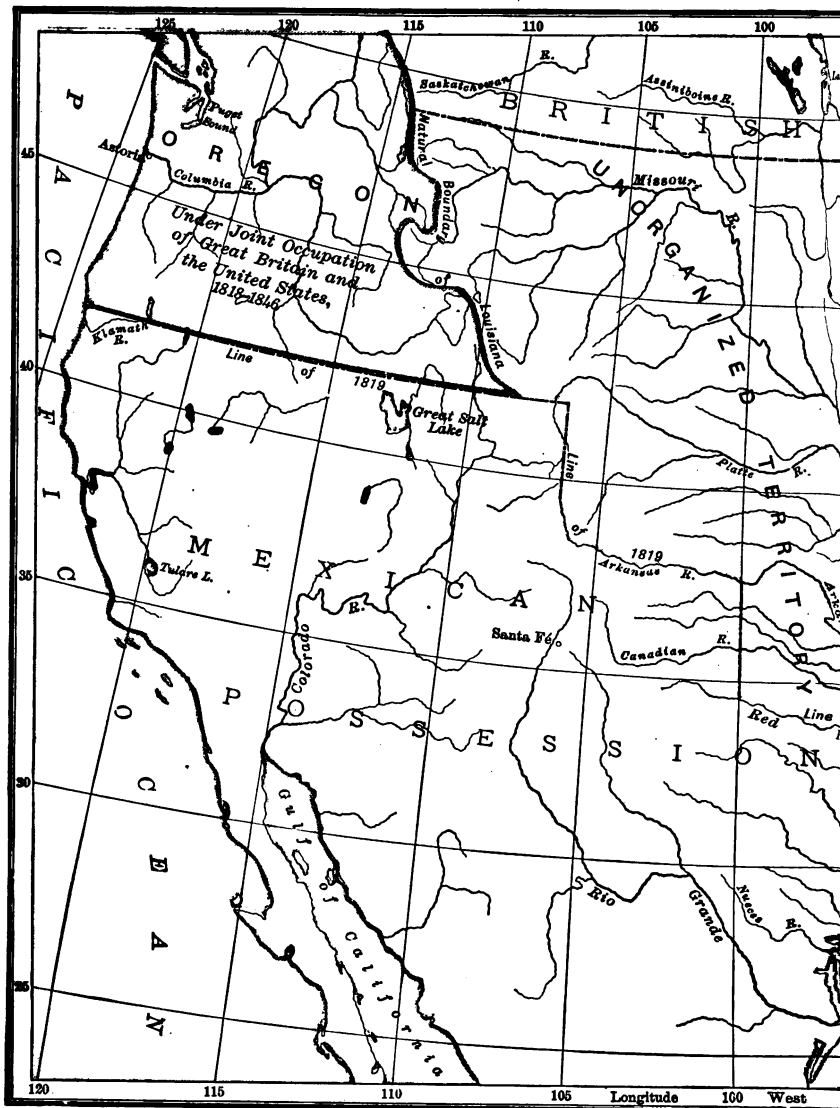 125 120 115 110 105 100
Saskatchewan R.
Assiniboine R.
BRITISH
Puget
Sound
OREGON
Astoria
Columbia R.
Under Joint Occupation
of Great Britain and
the United States,
1818-1846
Natural Boundary of Louisiana
Missouri R.
UNORGANIZED TERRITORY
45
Klamath
R.
Line of 1819
40
Great Salt
Lake
Line of 1819
Platte R.
Arkansas R.
MEXICAN
Tulare L.
35
R.
Colorado
Santa Fé
Canadian R.
Red
Line
POSSESSION
PACIFIC OCEAN
30
Gulf of California
Rio Grande
Nueces R.
25
120 115 110 105 Longitude 100 West